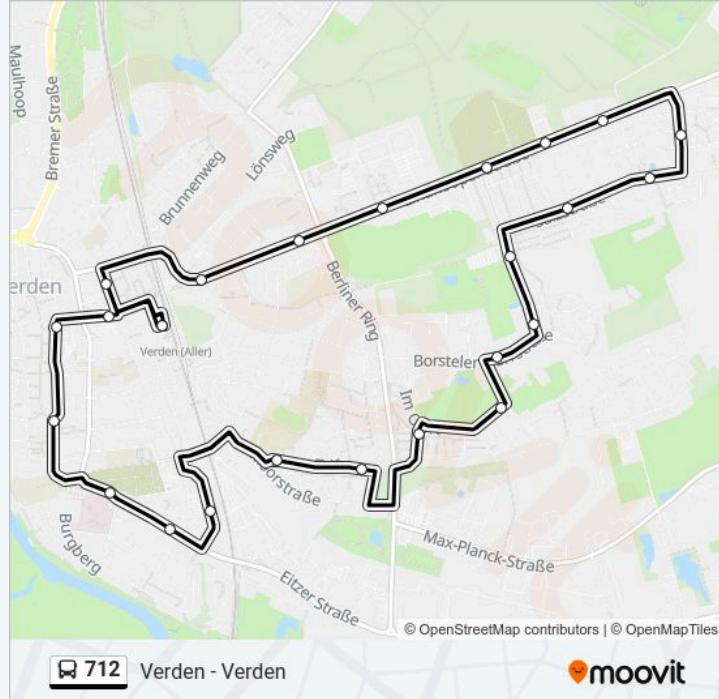 Maulhoop
Bremer Straße
Brunnenweg
Lönsweg
Berliner Ring
erden
Verden (Aller)
Borsteler
Max-Planck-Straße
Burgberg
Eitzer Straße
© OpenStreetMap contributors | © OpenMapTiles
712
Verden - Verden
moovit